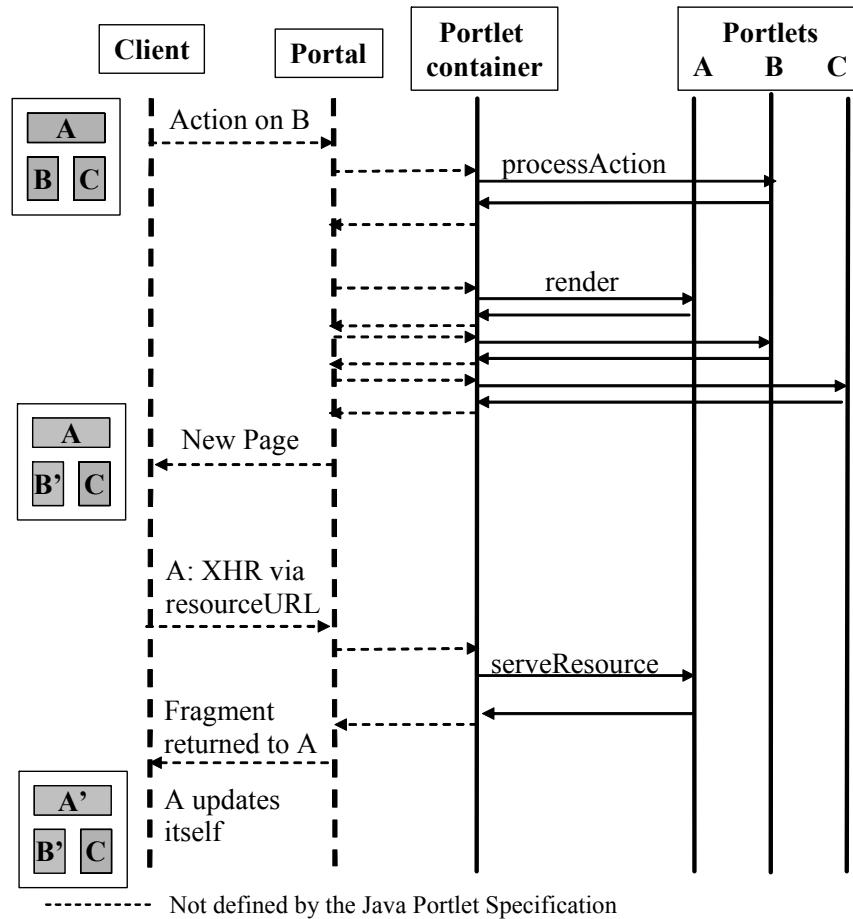 Client
Portal
Portlet
container
Portlets
A B C
A
B C
Action on B
processAction
render
A
B’ C
New Page
A: XHR via
resourceURL
serveResource
Fragment
returned to A
A’
B’ C
A updates
itself
Not defined by the Java Portlet Specification